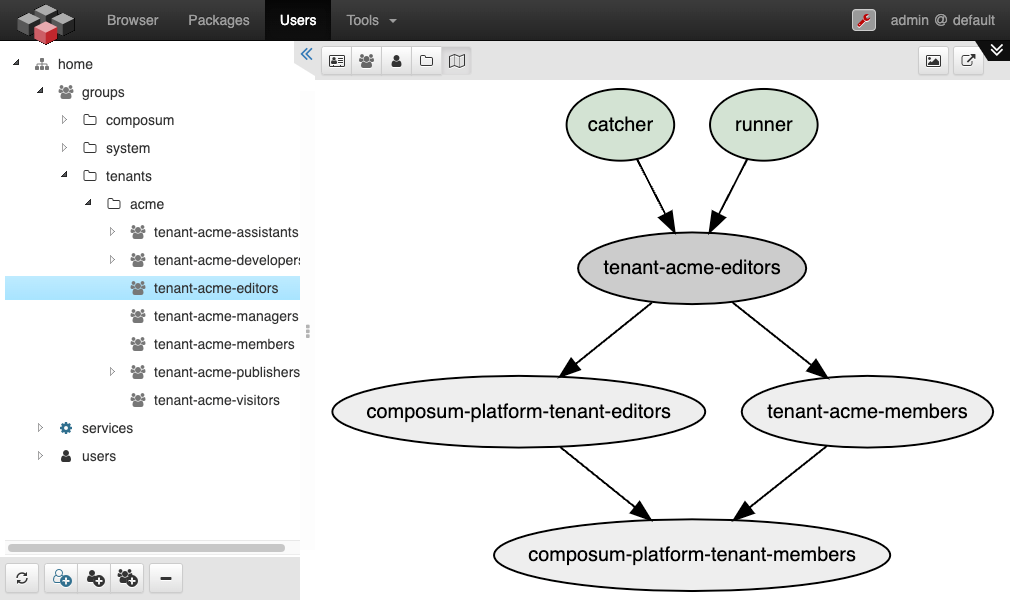 Browser Packages Users Tools admin @ default
home
groups
composum
system
tenants
acme
tenant-acme-assistants
tenant-acme-developers
tenant-acme-editors
tenant-acme-managers
tenant-acme-members
tenant-acme-publishers
tenant-acme-visitors
services
users
catcher runner
tenant-acme-editors
composum-platform-tenant-editors tenant-acme-members
composum-platform-tenant-members